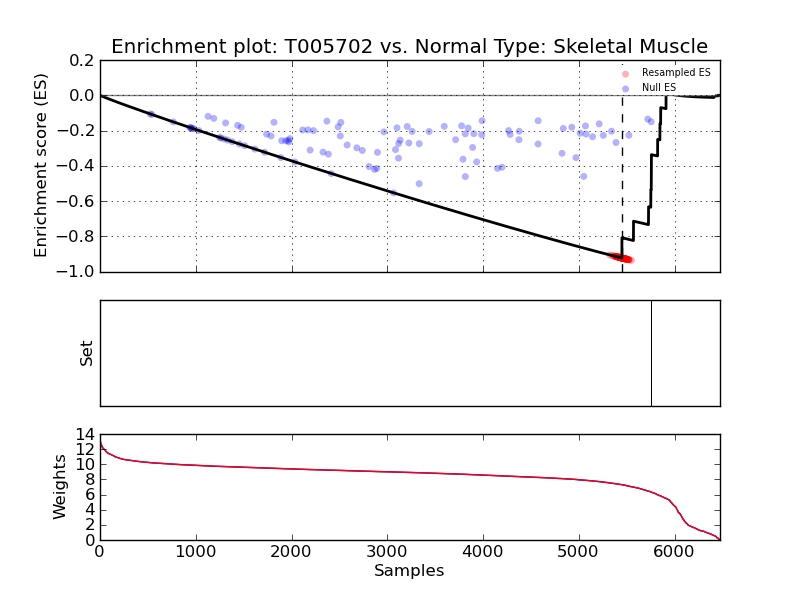 Enrichment plot: T005702 vs. Normal Type: Skeletal Muscle
Enrichment score (ES)
0.2
0.0
−0.2
−0.4
−0.6
−0.8
−1.0
Resampled ES
Null ES
Set
Weights
14
12
10
8
6
4
2
0
0 1000 2000 3000 4000 5000 6000
Samples